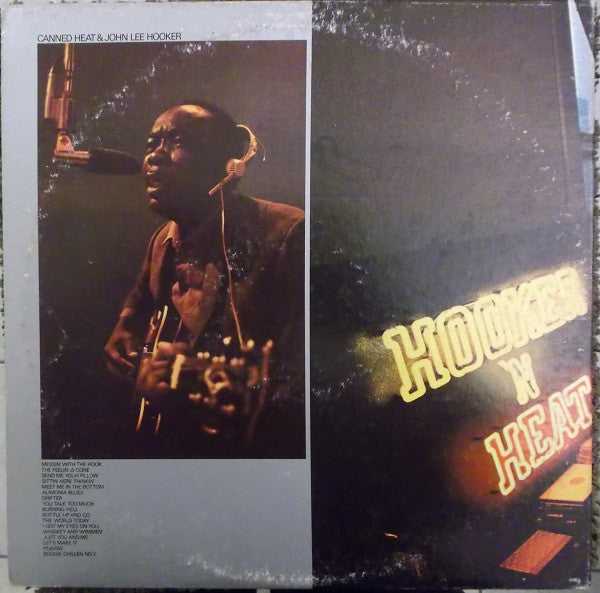 CANNED HEAT & JOHN LEE HOOKER
HOOKER
'N
HEAT
MESSIN' WITH THE HOOK
THE FEELIN' IS GONE
SEND ME YOUR PILLOW
SITTIN' HERE THINKIN'
MEET ME IN THE BOTTOM
ALIMONIA BLUES
DRIFTER
YOU TALK TOO MUCH
BURNING HELL
BOTTLE UP AND GO
THE WORLD TODAY
I GOT MY EYES ON YOU
WHISKEY AND WIMMEN'
JUST YOU AND ME
LET'S MAKE IT
PEAVINE
BOOGIE CHILLEN NO.2